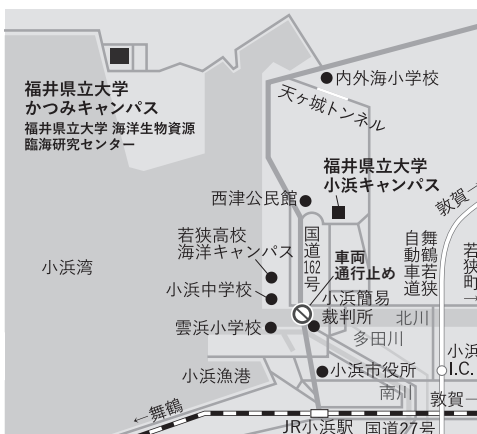 内外海小学校
福井県立大学
かつみキャンパス
福井県立大学 海洋生物資源
臨海研究センター
天ヶ城トンネル
福井県立大学
小浜キャンパス
西津公民館
敦賀→
国道162号
若狭高校
海洋キャンパス
車両
通行止め
舞鶴若狭
自動車道
若狭町→
小浜湾
小浜中学校
小浜簡易
裁判所
北川
雲浜小学校
多田川
小浜
I.C.
小浜漁港
小浜市役所
南川
敦賀→
←舞鶴
JR小浜駅
国道27号